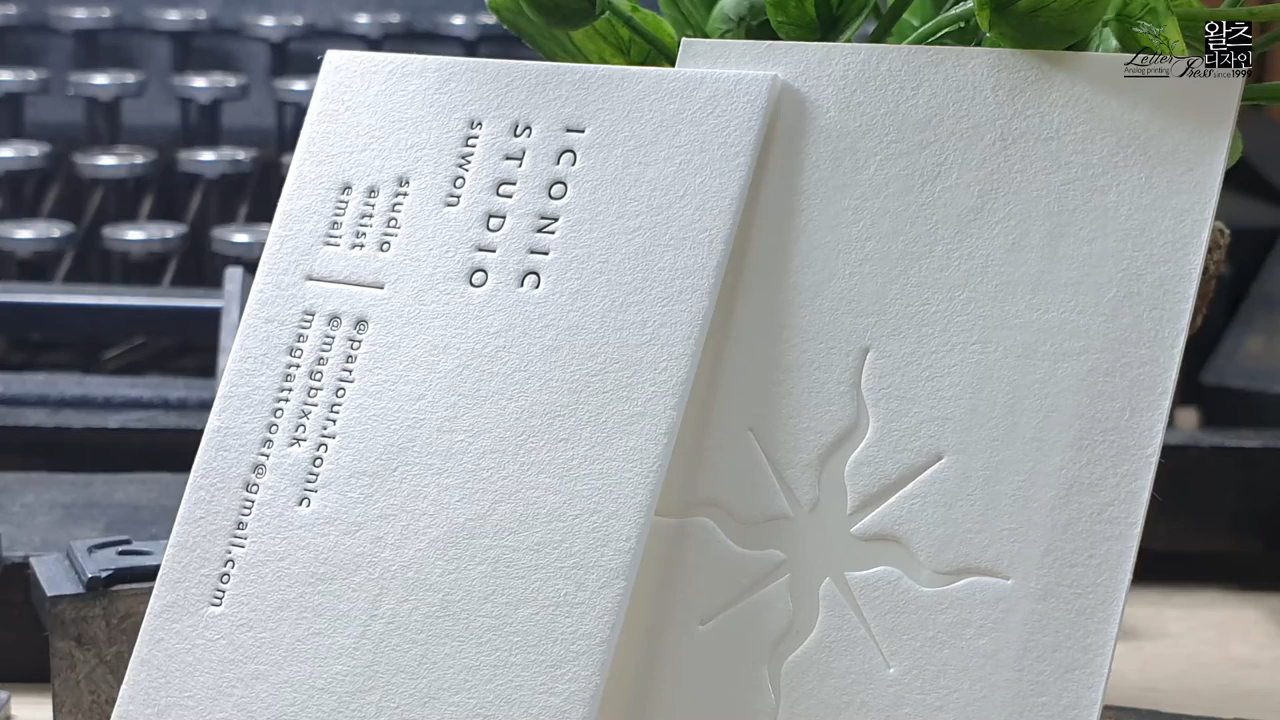 ICONIC
STUDIO
suwon
studio @parlour.iconic
artist @magblxck
email magtattooer@gmail.com
Letter Press
Analog printing
since 1999
왈츠
디자인